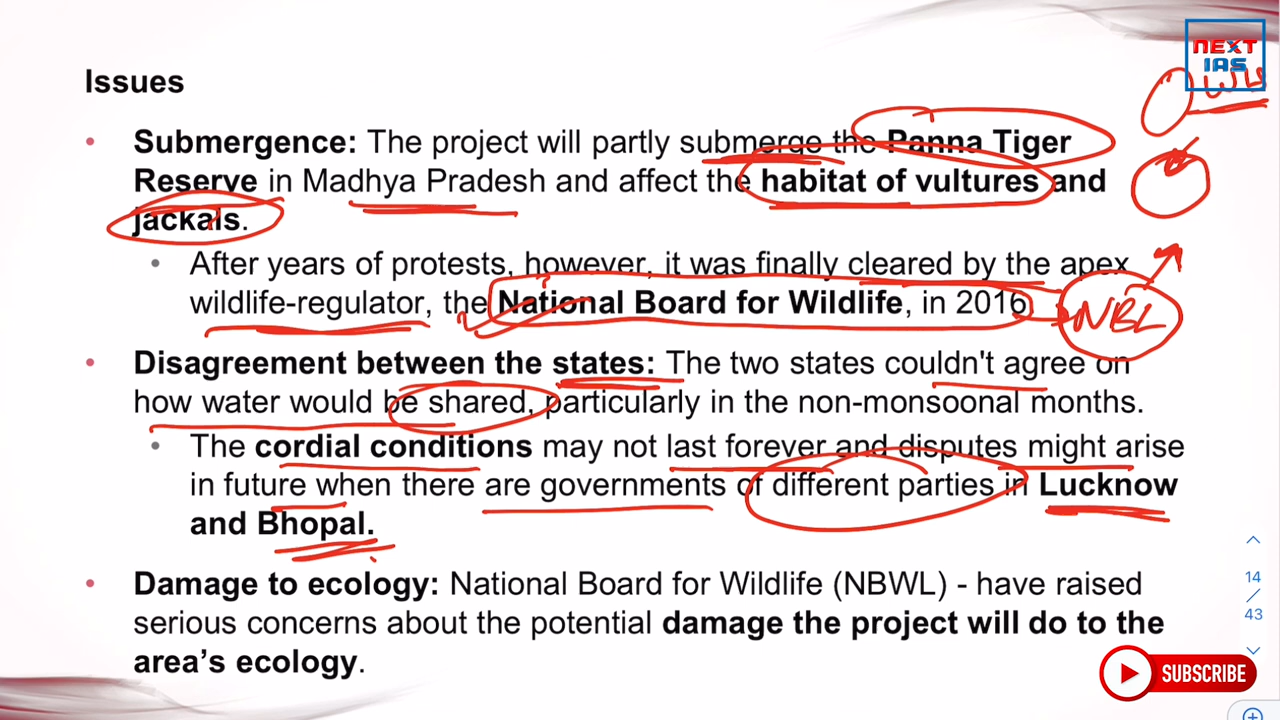 NEXT
IAS
Issues
• Submergence: The project will partly submerge the Panna Tiger
Reserve in Madhya Pradesh and affect the habitat of vultures and
jackals.
• After years of protests, however, it was finally cleared by the apex
wildlife-regulator, the National Board for Wildlife, in 2016
NBL
• Disagreement between the states: The two states couldn't agree on
how water would be shared, particularly in the non-monsoonal months.
• The cordial conditions may not last forever and disputes might arise
in future when there are governments of different parties in Lucknow
and Bhopal.
• Damage to ecology: National Board for Wildlife (NBWL) - have raised
serious concerns about the potential damage the project will do to the
area’s ecology.
14
/
43
SUBSCRIBE